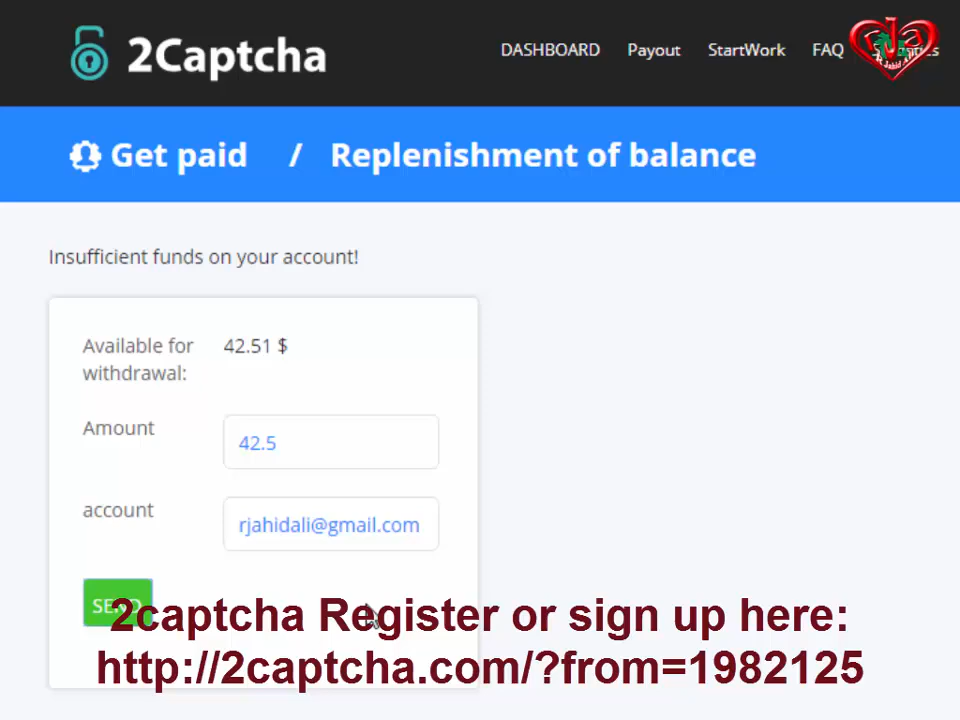 2Captcha
DASHBOARD Payout StartWork FAQ
Get paid / Replenishment of balance
Insufficient funds on your account!
Available for withdrawal: 42.51 $
Amount 42.5
account rjahidali@gmail.com
SEND
2captcha Register or sign up here:
http://2captcha.com/?from=1982125